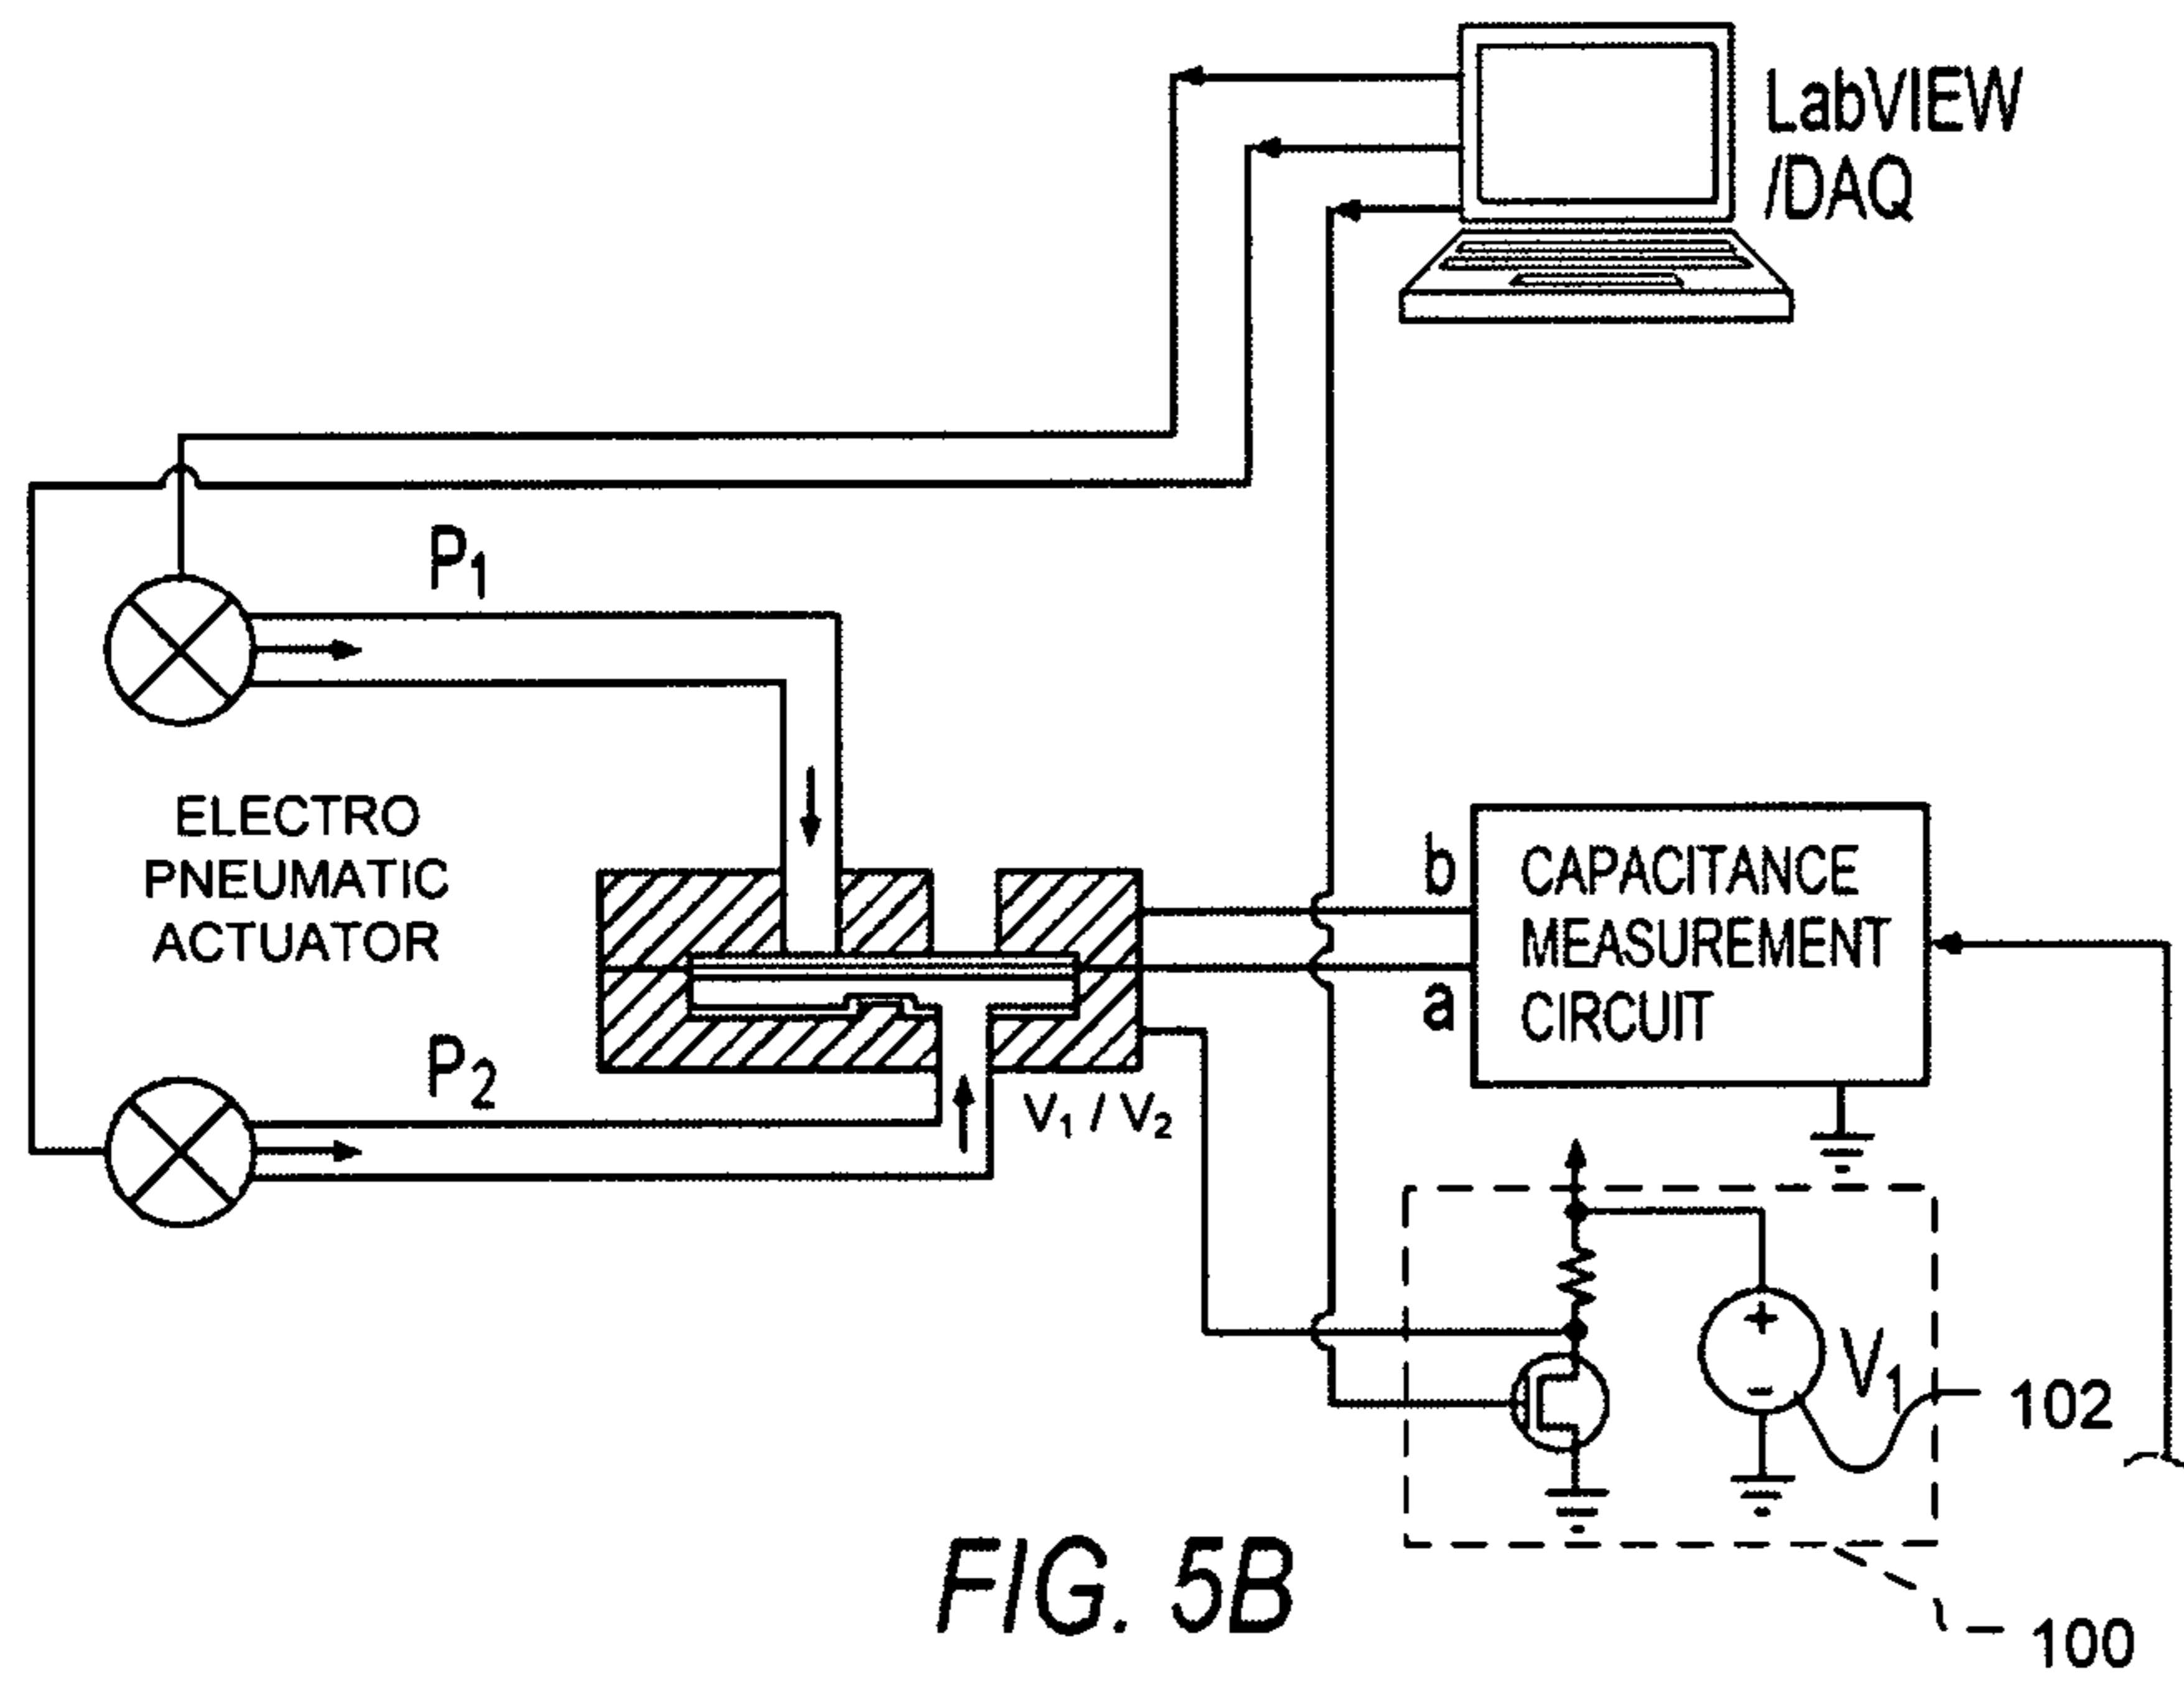 LabVIEW
/DAQ
P1
ELECTRO
PNEUMATIC
ACTUATOR
b
CAPACITANCE
MEASUREMENT
CIRCUIT
a
P2
V1 / V2
+
-
V1
102
100
FIG. 5B